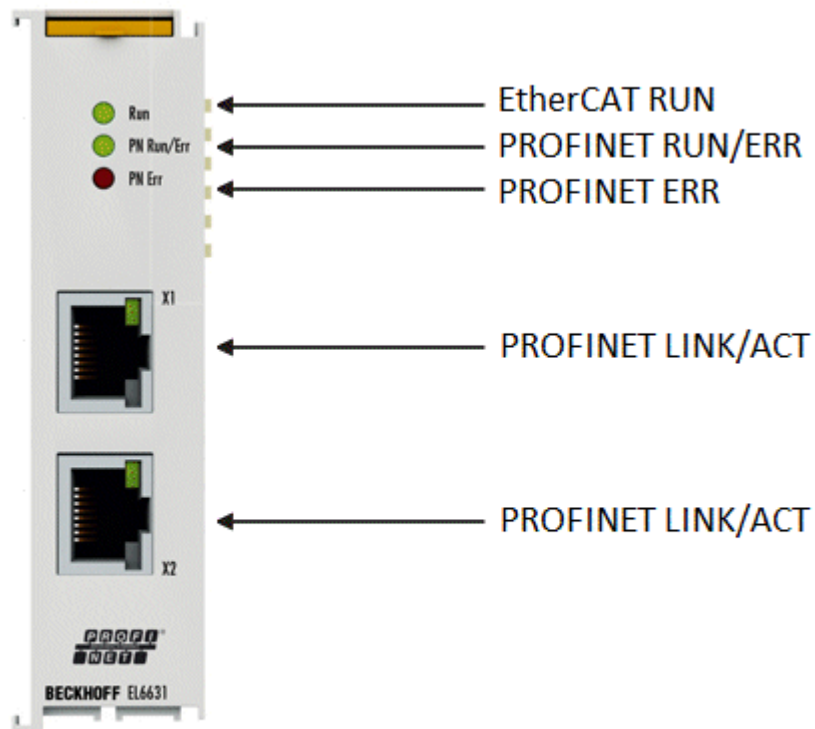 Run
EtherCAT RUN
PN Run/Err
PROFINET RUN/ERR
PN Err
PROFINET ERR
X1
PROFINET LINK/ACT
PROFINET LINK/ACT
X2
PROFI
NET
BECKHOFF EL6631